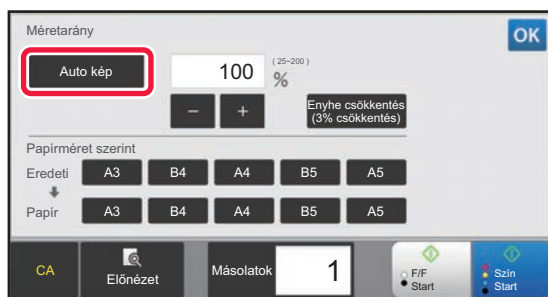 Méretarány
OK
Auto kép
100
(25~200)
%
−
+
Enyhe csökkentés
(3% csökkentés)
Papírméret szerint
Eredeti
A3
B4
A4
B5
A5
Papír
A3
B4
A4
B5
A5
CA
Előnézet
Másolatok
1
F/F
Start
Szín
Start